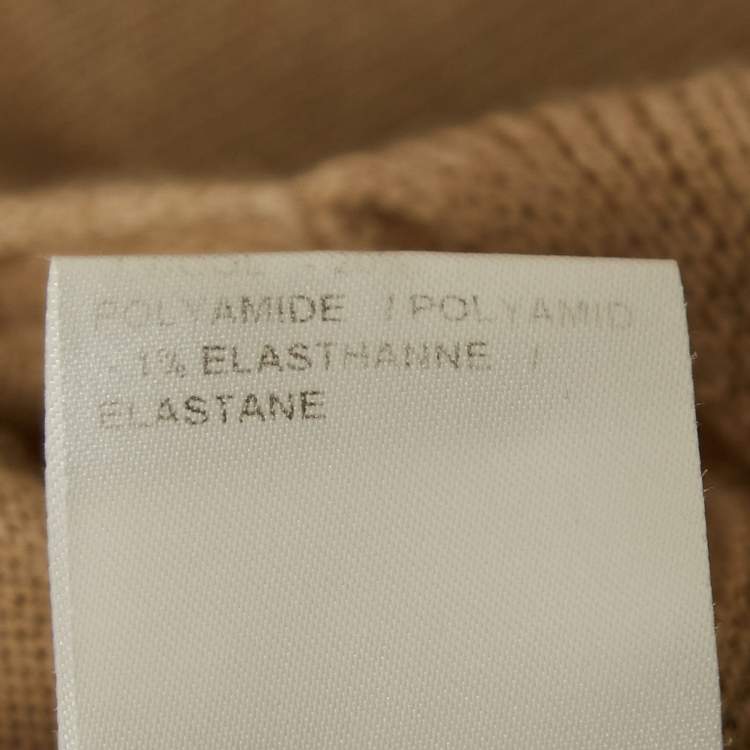 POLYAMIDE / POLYAMID
- 1% ELASTHANNE /
ELASTANE